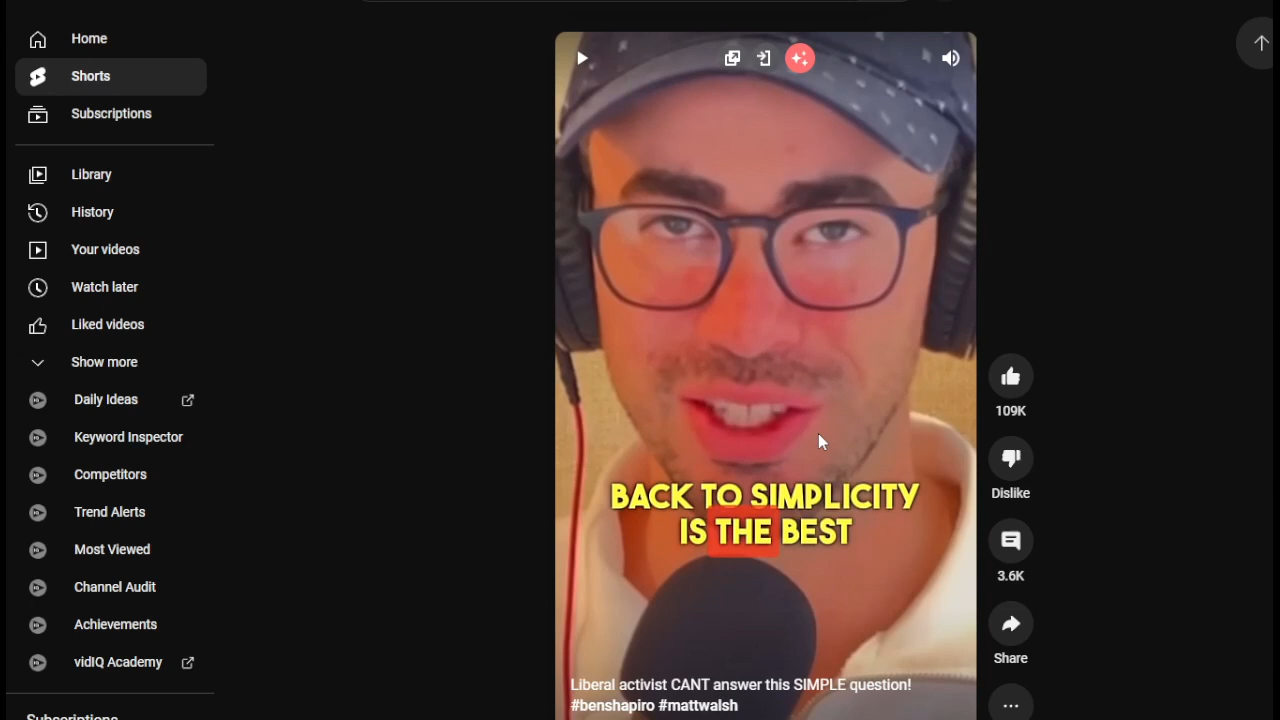 Home
Shorts
Subscriptions
Library
History
Your videos
Watch later
Liked videos
Show more
Daily Ideas
Keyword Inspector
Competitors
Trend Alerts
Most Viewed
Channel Audit
Achievements
vidIQ Academy
Subscriptions
BACK TO SIMPLICITY
IS THE BEST
Liberal activist CANT answer this SIMPLE question!
#benshapiro #mattwalsh
109K
Dislike
3.6K
Share